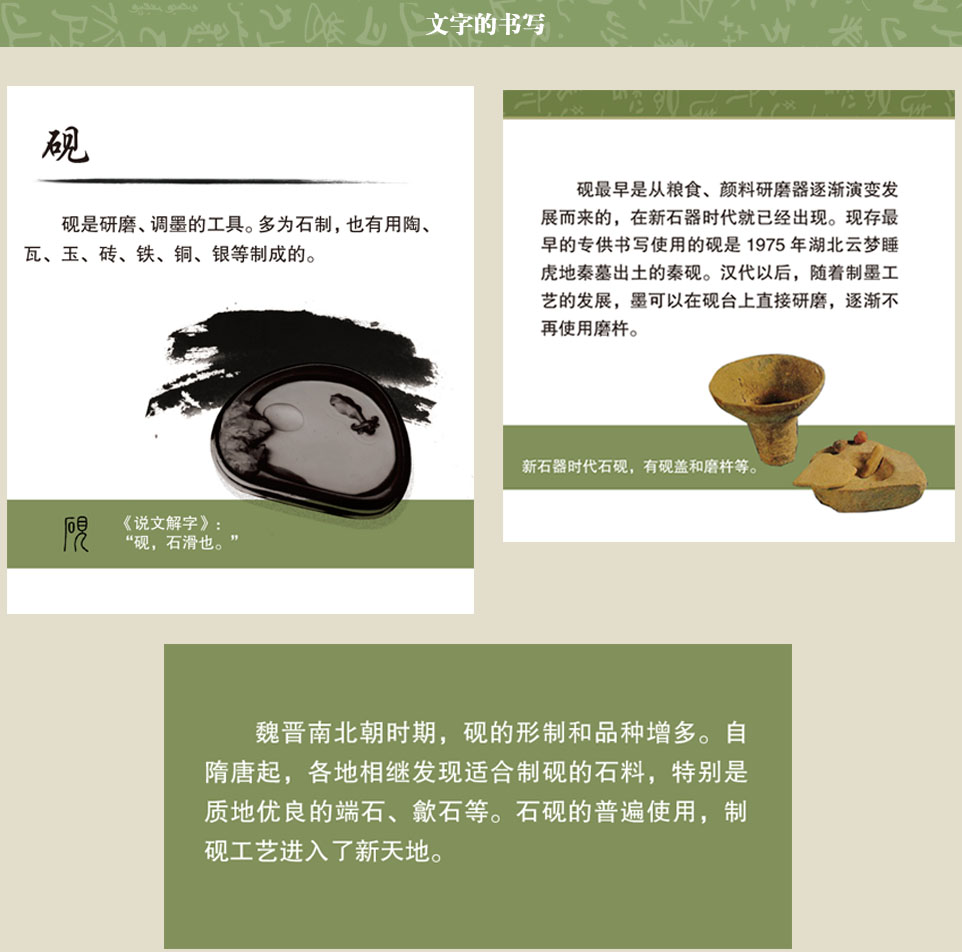 文字的书写
砚
砚是研磨、调墨的工具。多为石制，也有用陶、
瓦、玉、砖、铁、铜、银等制成的。
砚
《说文解字》：
“砚，石滑也。”
砚最早是从粮食、颜料研磨器逐渐演变发
展而来的，在新石器时代就已经出现。现存最
早的专供书写使用的砚是 1975 年湖北云梦睡
虎地秦墓出土的秦砚。汉代以后，随着制墨工
艺的发展，墨可以在砚台上直接研磨，逐渐不
再使用磨杵。
新石器时代石砚，有砚盖和磨杵等。
魏晋南北朝时期，砚的形制和品种增多。自
隋唐起，各地相继发现适合制砚的石料，特别是
质地优良的端石、歙石等。石砚的普遍使用，制
砚工艺进入了新天地。